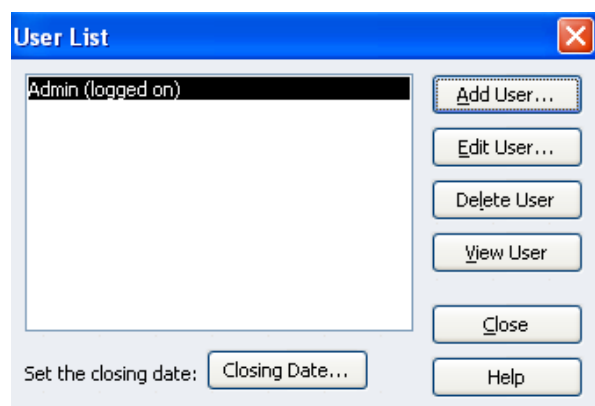 User List
Admin (logged on)
Add User...
Edit User...
Delete User
View User
Close
Set the closing date: Closing Date...
Help